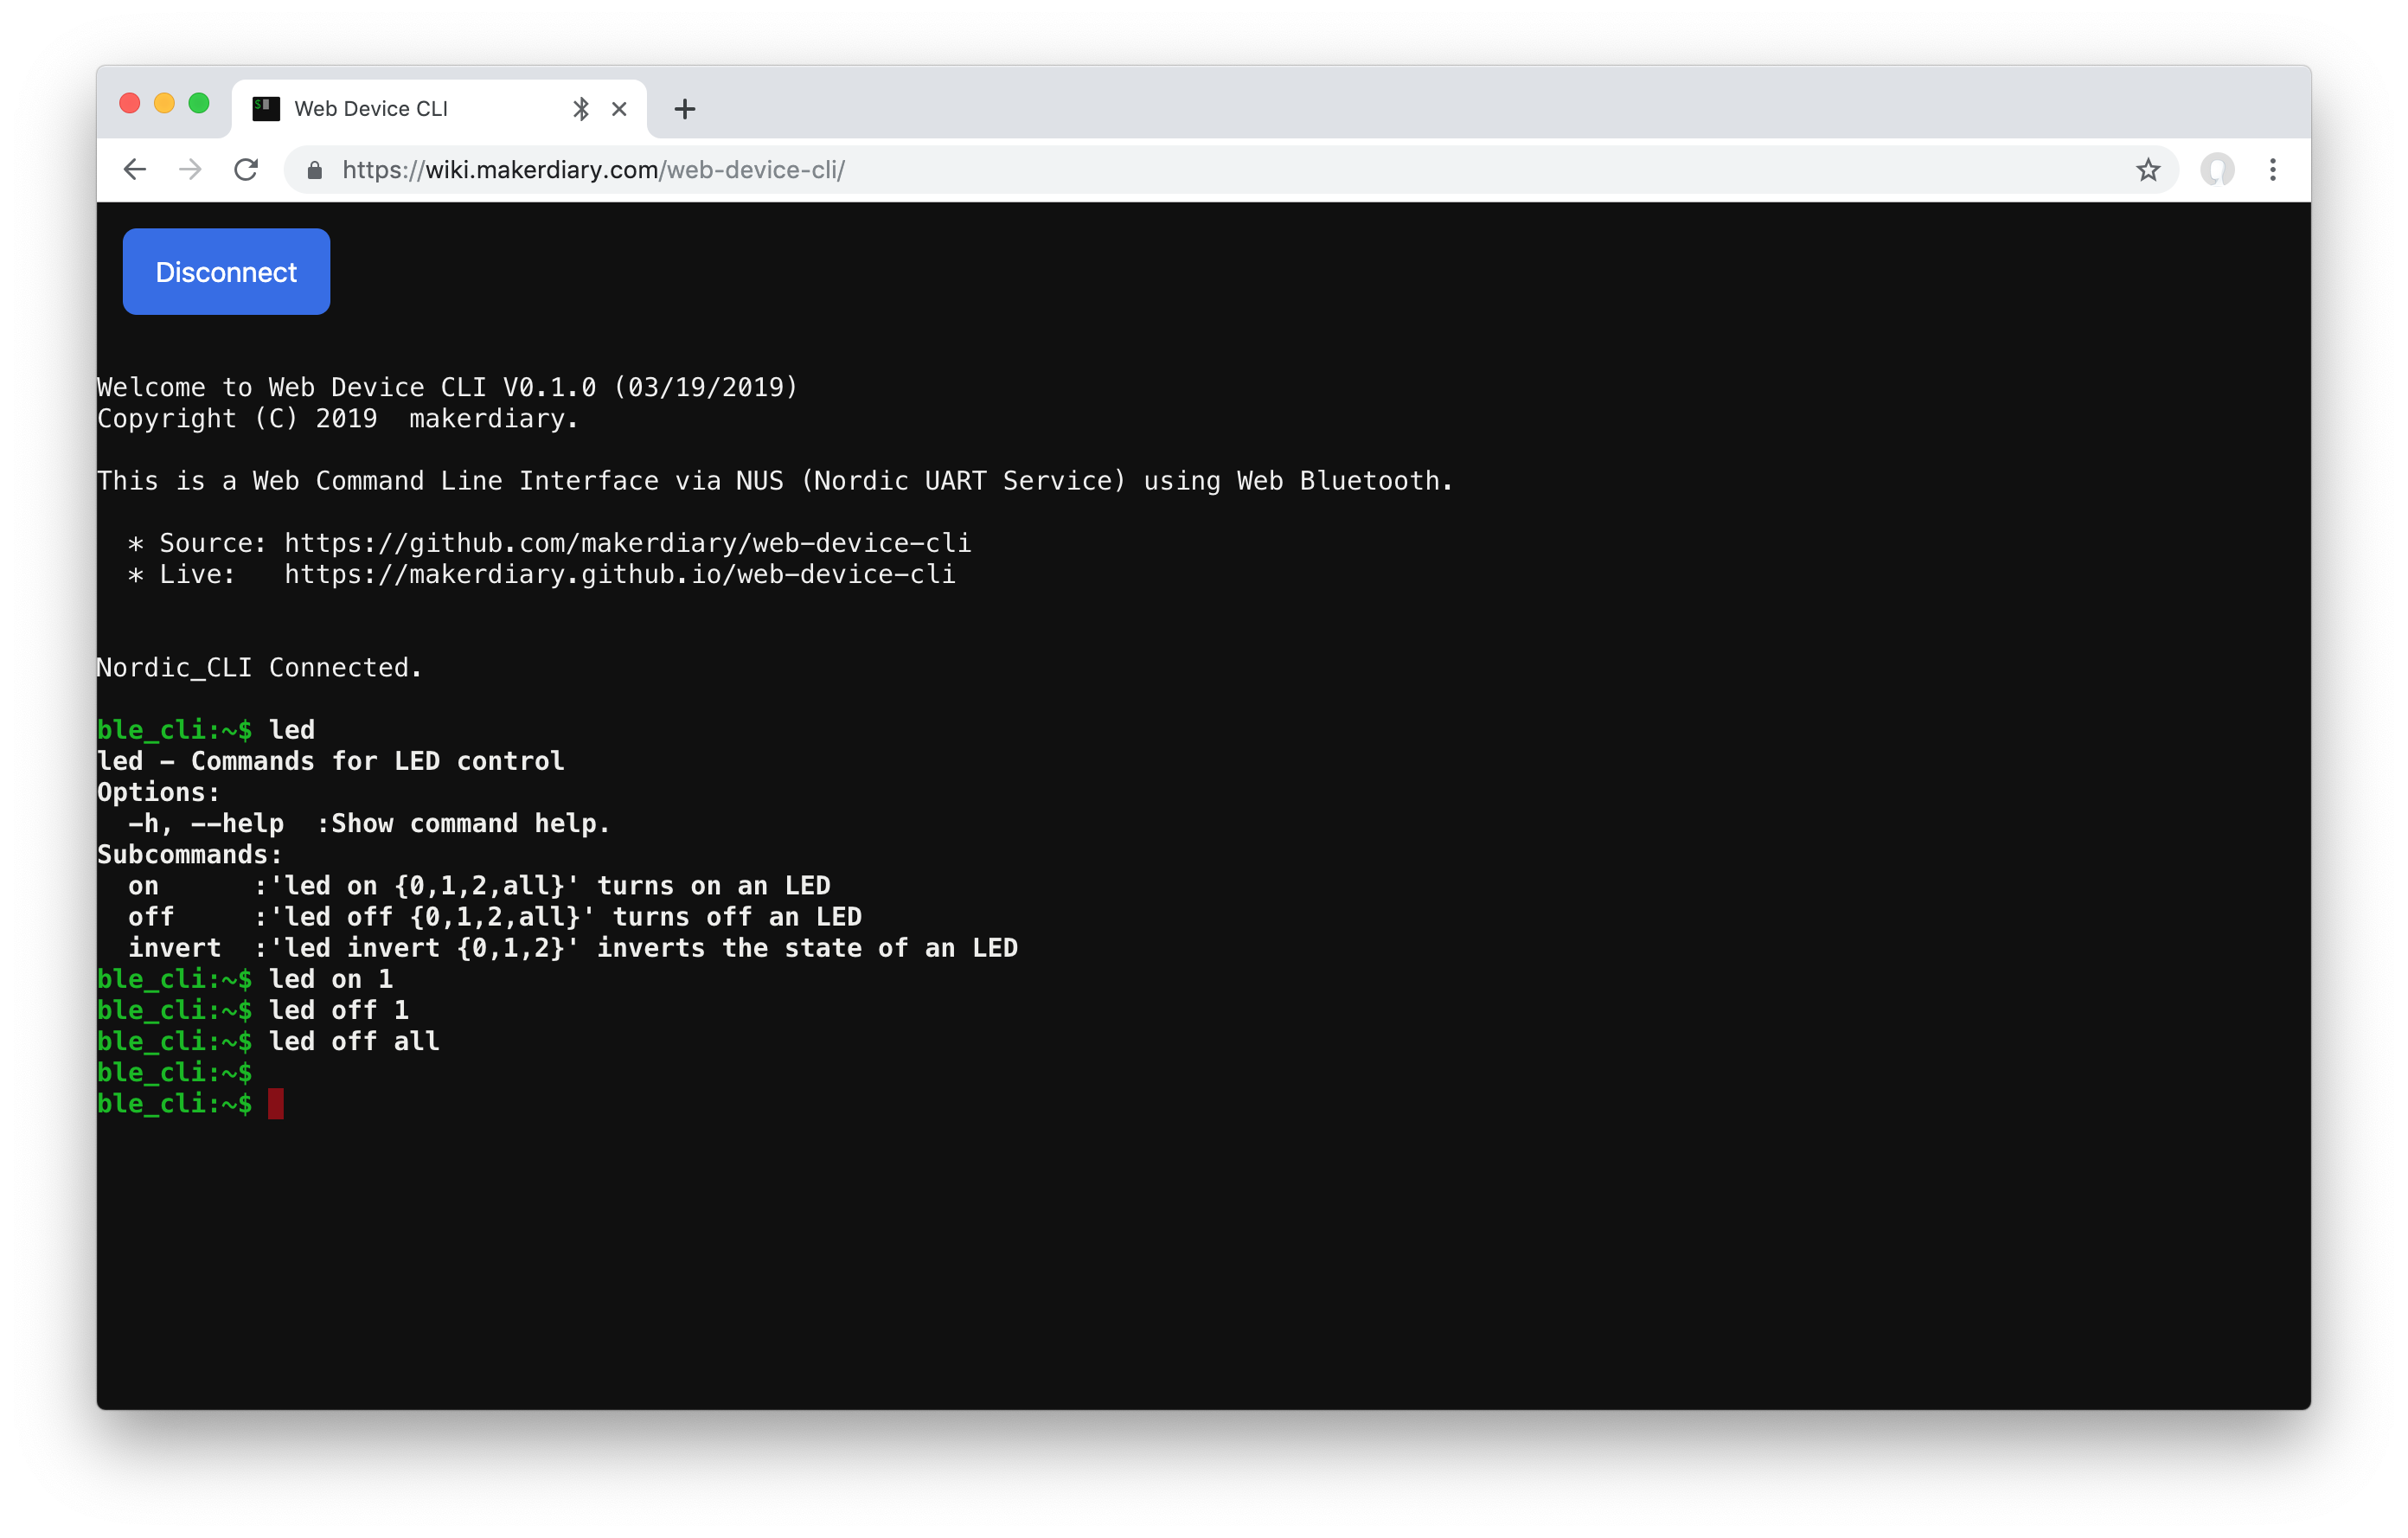 Web Device CLI
https://wiki.makerdiary.com/web-device-cli/
Disconnect
Welcome to Web Device CLI V0.1.0 (03/19/2019)
Copyright (C) 2019  makerdiary.
This is a Web Command Line Interface via NUS (Nordic UART Service) using Web Bluetooth.
  * Source: https://github.com/makerdiary/web-device-cli
  * Live:   https://makerdiary.github.io/web-device-cli
Nordic_CLI Connected.
ble_cli:~$ led
led - Commands for LED control
Options:
  -h, --help  :Show command help.
Subcommands:
  on      :'led on {0,1,2,all}' turns on an LED
  off     :'led off {0,1,2,all}' turns off an LED
  invert  :'led invert {0,1,2}' inverts the state of an LED
ble_cli:~$ led on 1
ble_cli:~$ led off 1
ble_cli:~$ led off all
ble_cli:~$
ble_cli:~$